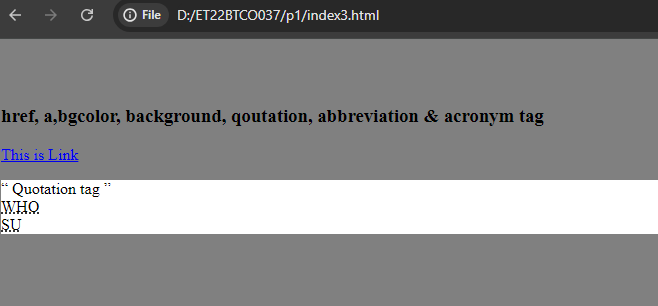 File D:/ET22BTCO037/p1/index3.html
href, a,bgcolor, background, qoutation, abbreviation & acronym tag
This is Link
“ Quotation tag ”
WHO
SU